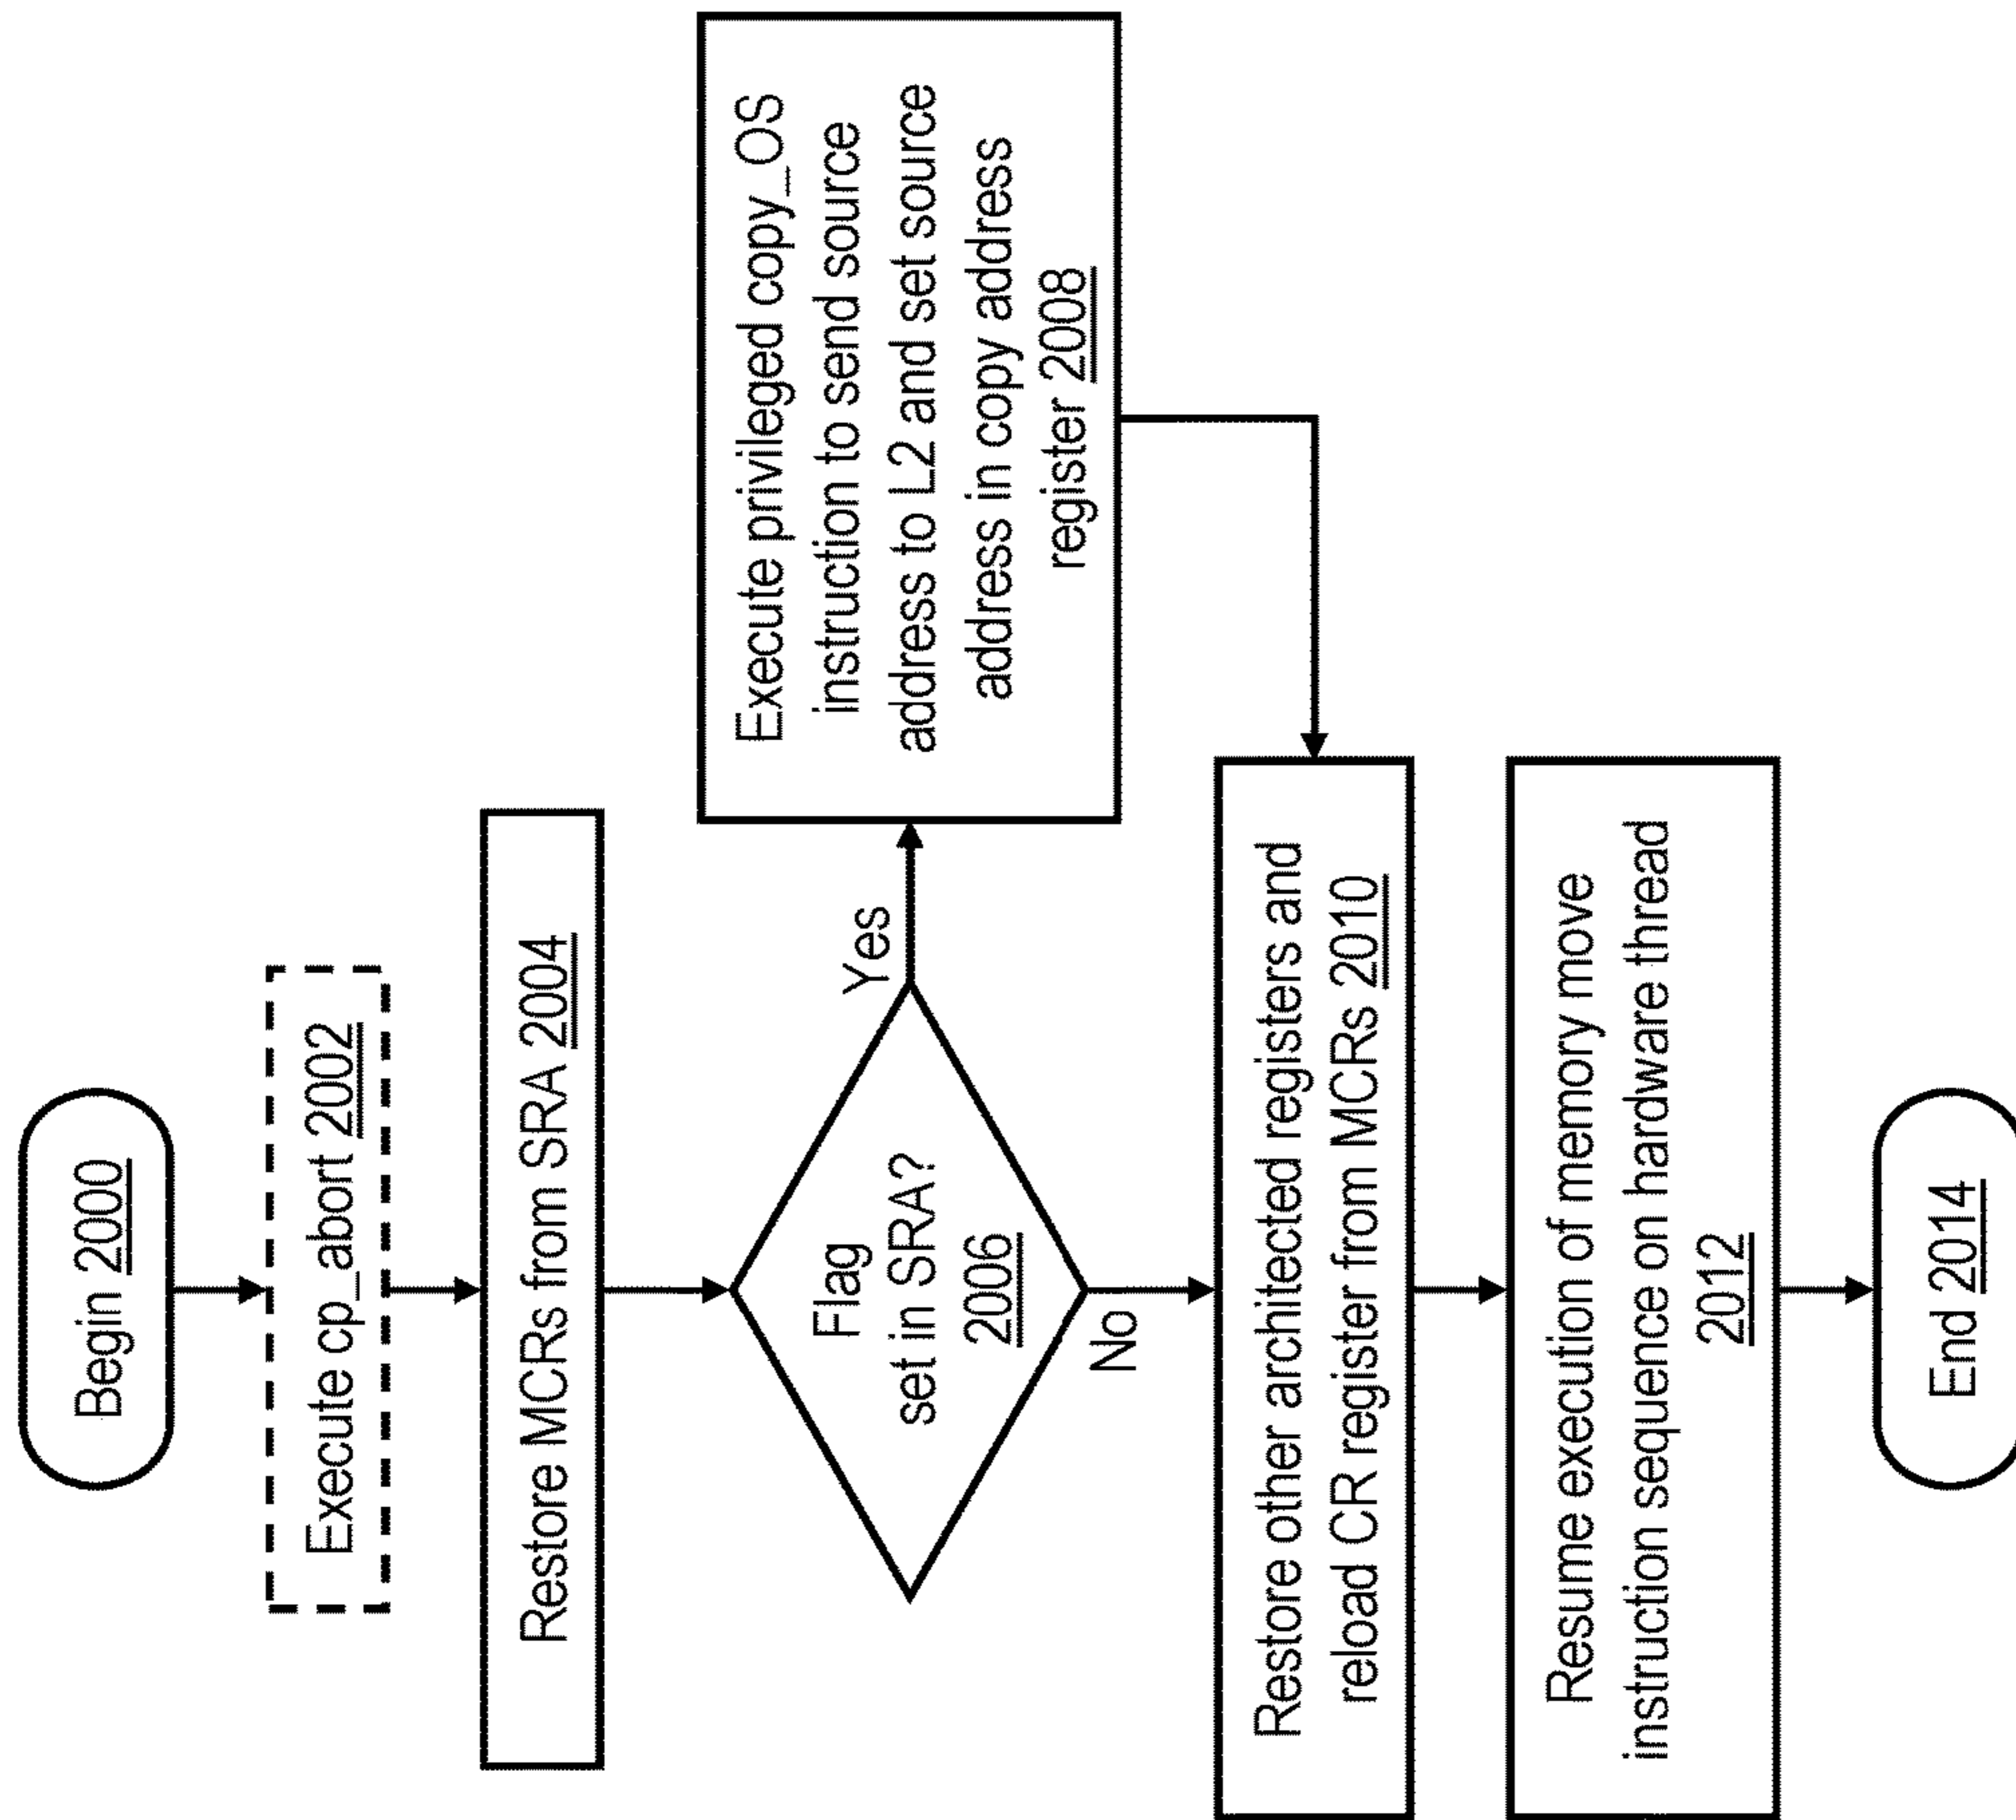 Begin 2000
Execute cp_abort 2002
Restore MCRs from SRA 2004
Flag
set in SRA?
2006
Yes
Execute privileged copy_OS
instruction to send source
address to L2 and set source
address in copy address
register 2008
No
Restore other architected registers and
reload CR register from MCRs 2010
Resume execution of memory move
instruction sequence on hardware thread
2012
End 2014